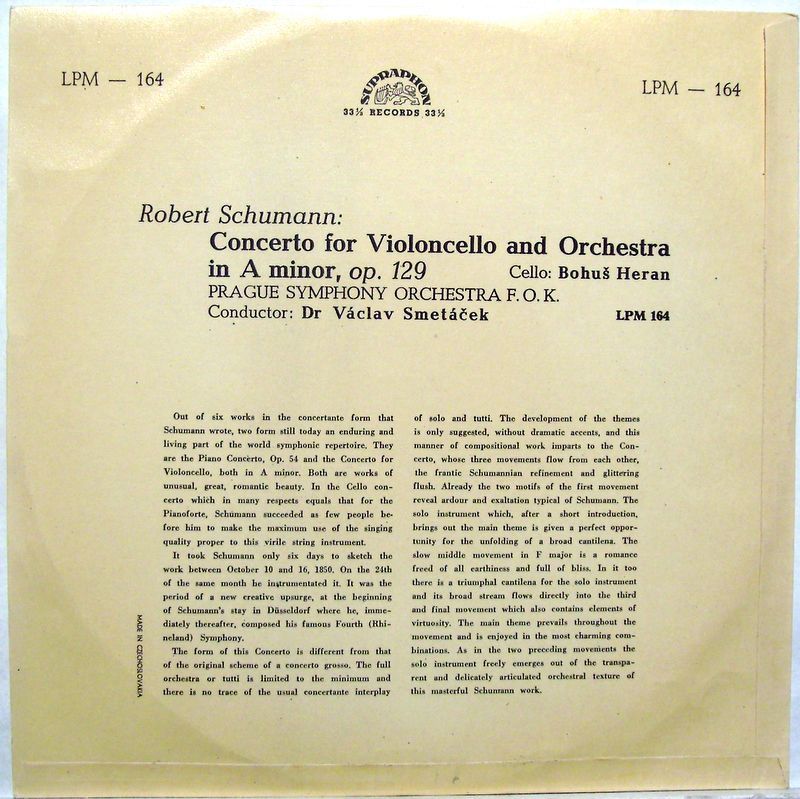 LPM — 164
SUPRAPHON
33⅓ RECORDS 33⅓
LPM — 164
Robert Schumann:
Concerto for Violoncello and Orchestra
in A minor, op. 129 Cello: Bohuš Heran
PRAGUE SYMPHONY ORCHESTRA F. O. K.
Conductor: Dr Václav Smetáček LPM 164
Out of six works in the concertante form that
Schumann wrote, two form still today an enduring and
living part of the world symphonic repertoire. They
are the Piano Concerto, Op. 54 and the Concerto for
Violoncello, both in A minor. Both are works of
unusual, great, romantic beauty. In the Cello con-
certo which in many respects equals that for the
Pianoforte, Schumann succeeded as few people be-
fore him to make the maximum use of the singing
quality proper to this virile string instrument.
It took Schumann only six days to sketch the
work between October 10 and 16, 1850. On the 24th
of the same month he instrumentated it. It was the
period of a new creative upsurge, at the beginning
of Schumann's stay in Düsseldorf where he, imme-
diately thereafter, composed his famous Fourth (Rhi-
neland) Symphony.
The form of this Concerto is different from that
of the original scheme of a concerto grosso. The full
orchestra or tutti is limited to the minimum and
there is no trace of the usual concertante interplay
of solo and tutti. The development of the themes
is only suggested, without dramatic accents, and this
manner of compositional work imparts to the Con-
certo, whose three movements flow from each other,
the frantic Schumannian refinement and glittering
flush. Already the two motifs of the first movement
reveal ardour and exaltation typical of Schumann. The
solo instrument which, after a short introduction,
brings out the main theme is given a perfect oppor-
tunity for the unfolding of a broad cantilena. The
slow middle movement in F major is a romance
freed of all earthiness and full of bliss. In it too
there is a triumphal cantilena for the solo instrument
and its broad stream flows directly into the third
and final movement which also contains elements of
virtuosity. The main theme prevails throughout the
movement and is enjoyed in the most charming com-
binations. As in the two preceding movements the
solo instrument freely emerges out of the transpa-
rent and delicately articulated orchestral texture of
this masterful Schumann work.
MADE IN CZECHOSLOVAKIA